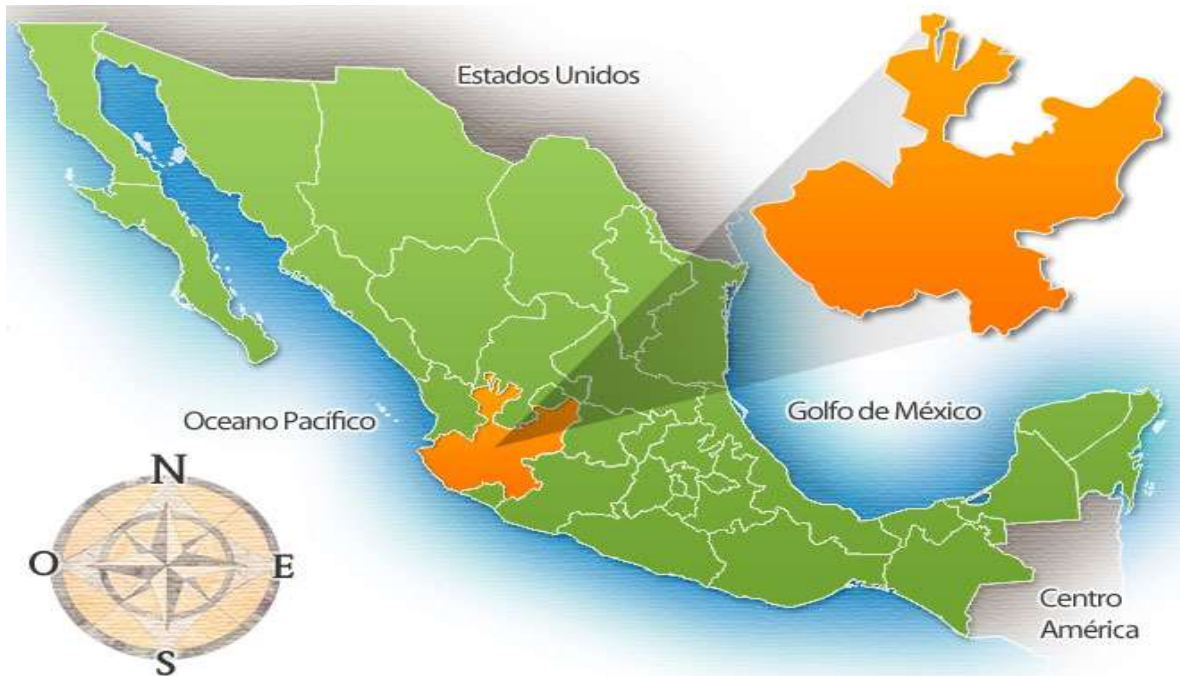 Estados Unidos
Oceano Pacífico
Golfo de México
N
O
E
S
Centro
América